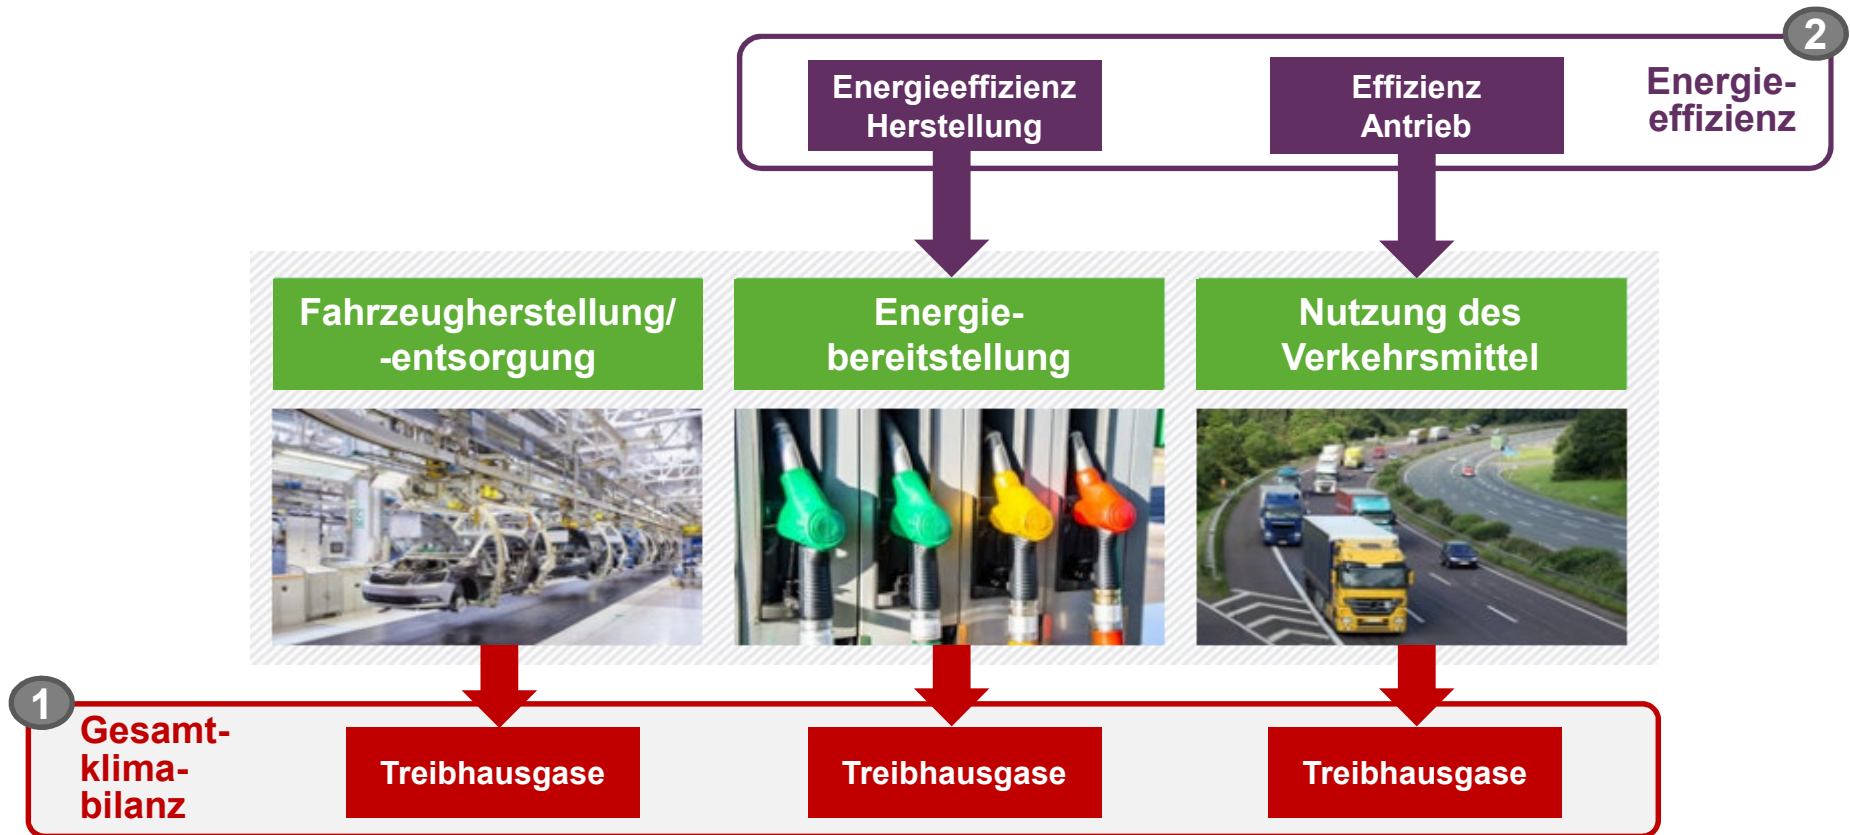 2
Energieeffizienz
Herstellung
Effizienz
Antrieb
Energie-
effizienz
Fahrzeugherstellung/
-entsorgung
Energie-
bereitstellung
Nutzung des
Verkehrsmittel
1
Gesamt-
klima-
bilanz
Treibhausgase
Treibhausgase
Treibhausgase